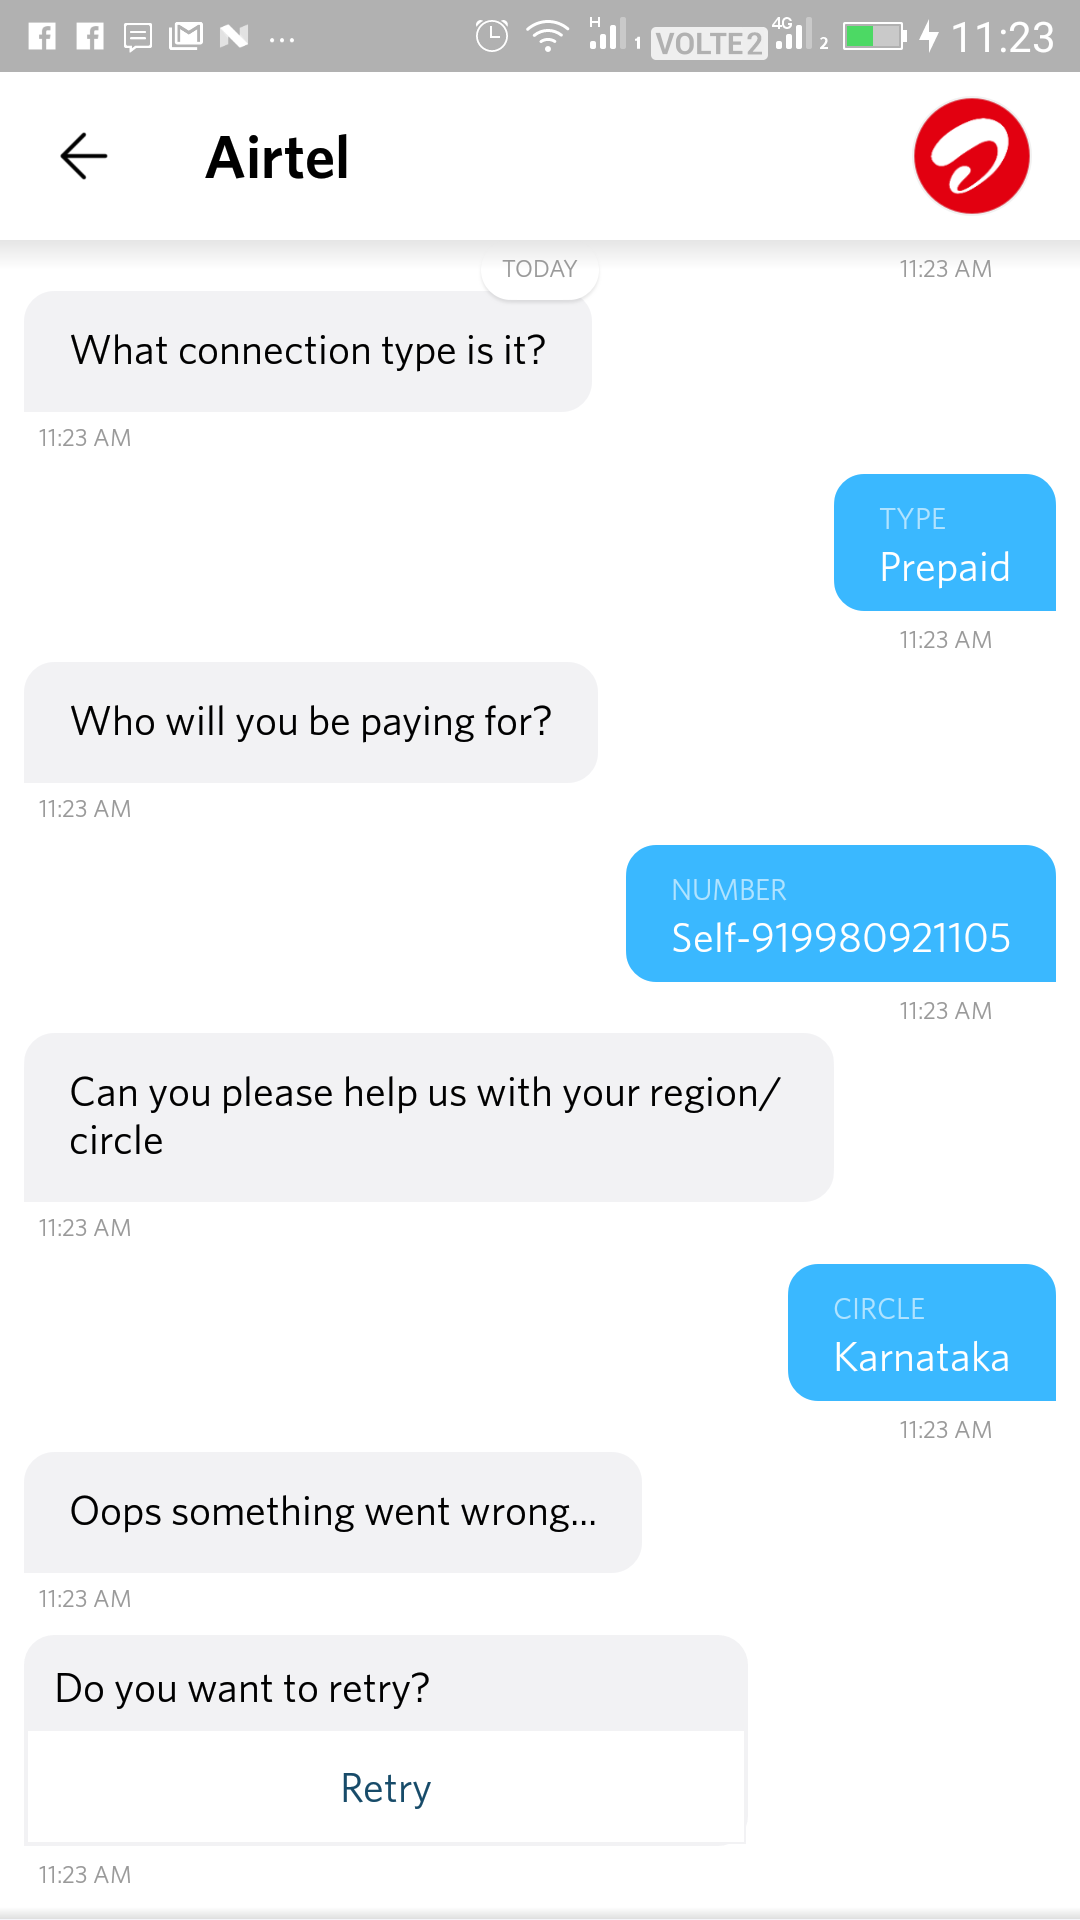 H 1 VOLTE2 4G 2 11:23
Airtel
TODAY
11:23 AM
What connection type is it?
11:23 AM
TYPE
Prepaid
11:23 AM
Who will you be paying for?
11:23 AM
NUMBER
Self-919980921105
11:23 AM
Can you please help us with your region/
circle
11:23 AM
CIRCLE
Karnataka
11:23 AM
Oops something went wrong...
11:23 AM
Do you want to retry?
Retry
11:23 AM